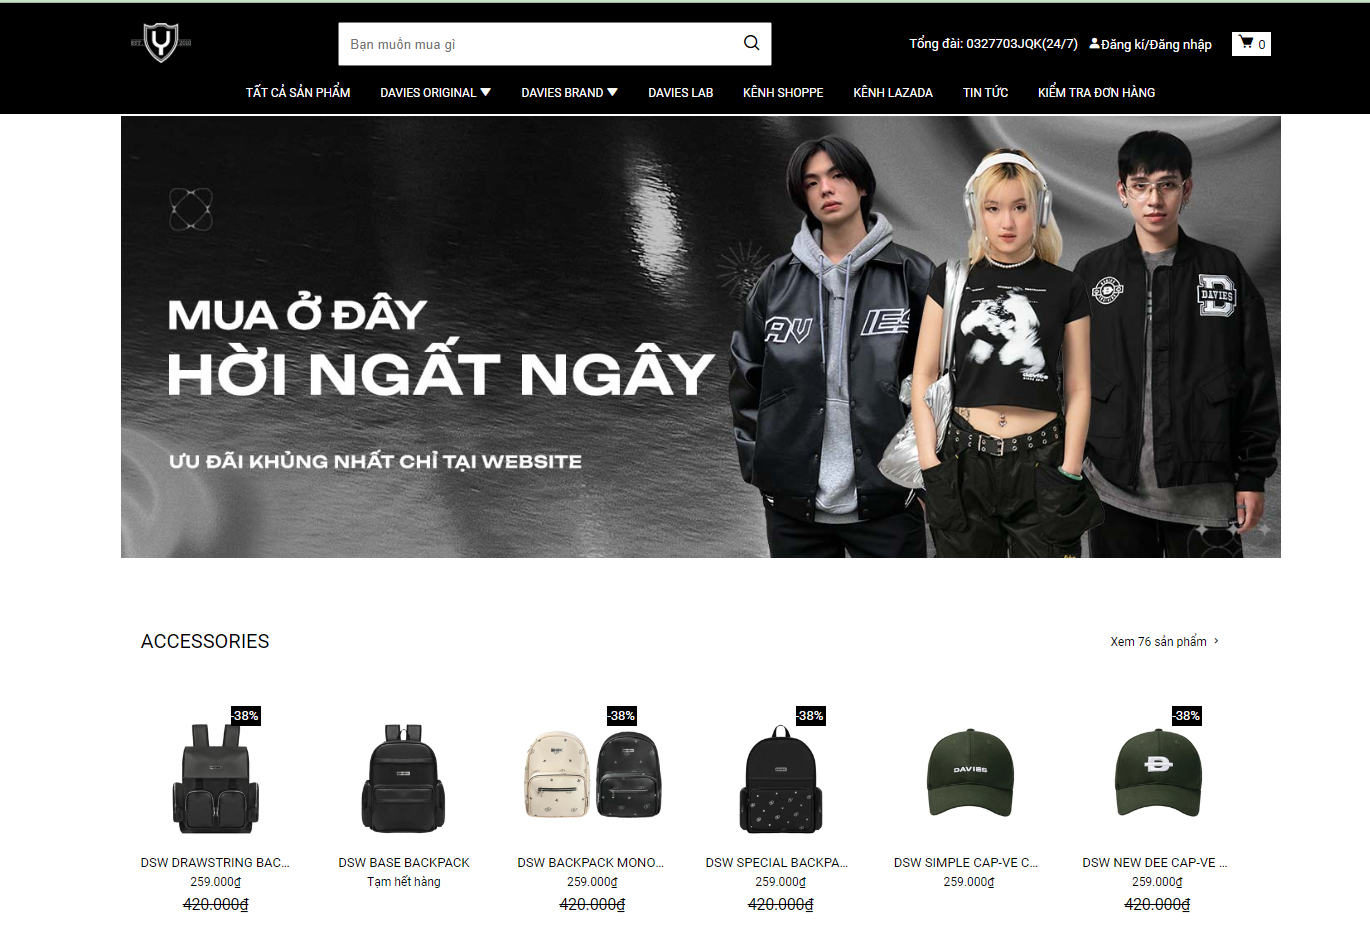 Y
Bạn muốn mua gì
Tổng đài: 0327703JQK(24/7)
Đăng kí/Đăng nhập
0
TẤT CẢ SẢN PHẨM
DAVIES ORIGINAL
DAVIES BRAND
DAVIES LAB
KÊNH SHOPPE
KÊNH LAZADA
TIN TỨC
KIỂM TRA ĐƠN HÀNG
MUA Ở ĐÂY
HỜI NGẤT NGÂY
ƯU ĐÃI KHỦNG NHẤT CHỈ TẠI WEBSITE
AV IES
davies
DAVIES
ACCESSORIES
Xem 76 sản phẩm
-38%
-38%
-38%
-38%
DAVIES
D
DSW DRAWSTRING BAC...
259.000₫
420.000₫
DSW BASE BACKPACK
Tạm hết hàng
DSW BACKPACK MONO...
259.000₫
420.000₫
DSW SPECIAL BACKPA...
259.000₫
420.000₫
DSW SIMPLE CAP-VE C...
259.000₫
DSW NEW DEE CAP-VE ...
259.000₫
420.000₫